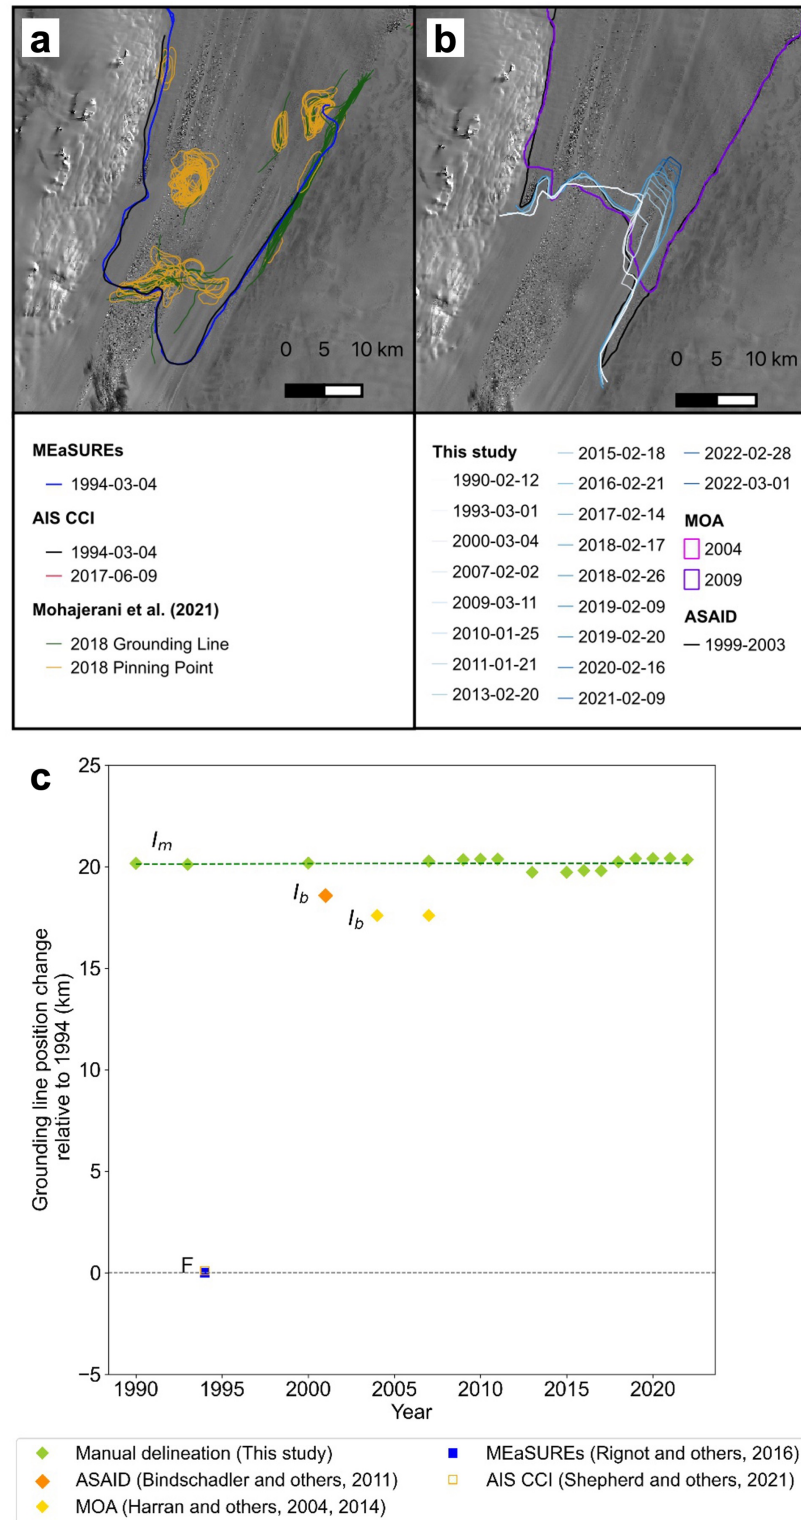 a
0 5 10 km
b
0 5 10 km
MEaSUREs
1994-03-04
AIS CCI
1994-03-04
2017-06-09
Mohajerani et al. (2021)
2018 Grounding Line
2018 Pinning Point
This study
1990-02-12
1993-03-01
2000-03-04
2007-02-02
2009-03-11
2010-01-25
2011-01-21
2013-02-20
2015-02-18
2016-02-21
2017-02-14
2018-02-17
2018-02-26
2019-02-09
2019-02-20
2020-02-16
2021-02-09
2022-02-28
2022-03-01
MOA
2004
2009
ASAID
1999-2003
c
Grounding line position change
relative to 1994 (km)
25
20
15
10
5
0
−5
I_m
I_b
I_b
F
1990 1995 2000 2005 2010 2015 2020
Year
Manual delineation (This study)
ASAID (Bindschadler and others, 2011)
MOA (Harran and others, 2004, 2014)
MEaSUREs (Rignot and others, 2016)
AIS CCI (Shepherd and others, 2021)